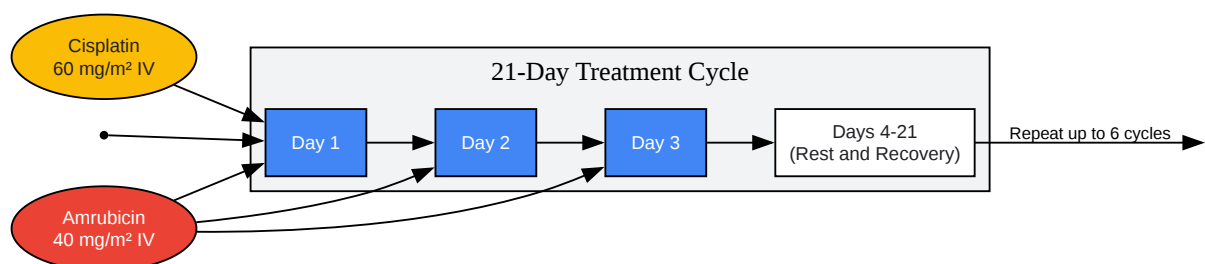 Cisplatin
60 mg/m² IV
21-Day Treatment Cycle
Day 1
Day 2
Day 3
Days 4-21
(Rest and Recovery)
Repeat up to 6 cycles
Amrubicin
40 mg/m² IV